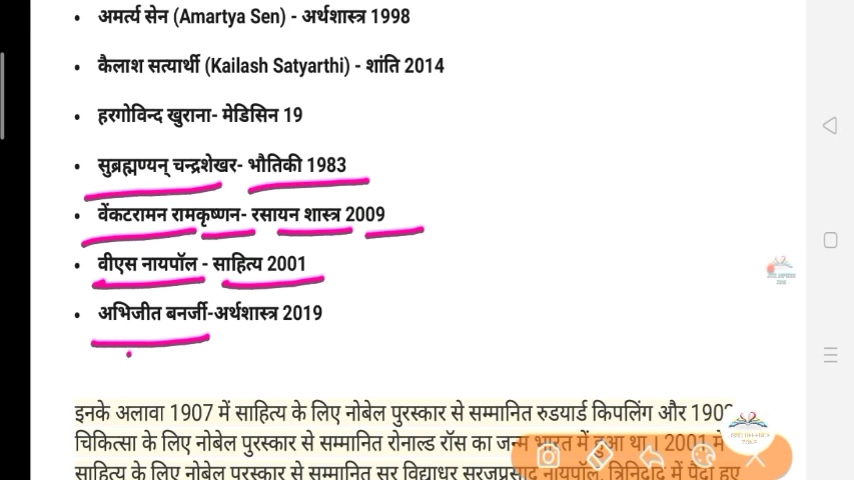 अमर्त्य सेन (Amartya Sen) - अर्थशास्त्र 1998
कैलाश सत्यार्थी (Kailash Satyarthi) - शांति 2014
हरगोविन्द खुराना- मेडिसिन 19
सुब्रह्मण्यन् चन्द्रशेखर- भौतिकी 1983
वेंकटरामन रामकृष्णन- रसायन शास्त्र 2009
वीएस नायपॉल - साहित्य 2001
अभिजीत बनर्जी-अर्थशास्त्र 2019
इनके अलावा 1907 में साहित्य के लिए नोबेल पुरस्कार से सम्मानित रुडयार्ड किपलिंग और
चिकित्सा के लिए नोबेल पुरस्कार से सम्मानित रोनाल्ड रॉस का जन्म भारत में हुआ था। 2001 में
साहित्य के लिए नोबेल पुरस्कार से सम्मानित सर विद्याधर सूरजप्रसाद नायपॉल, त्रिनिदाद में पैदा हुए